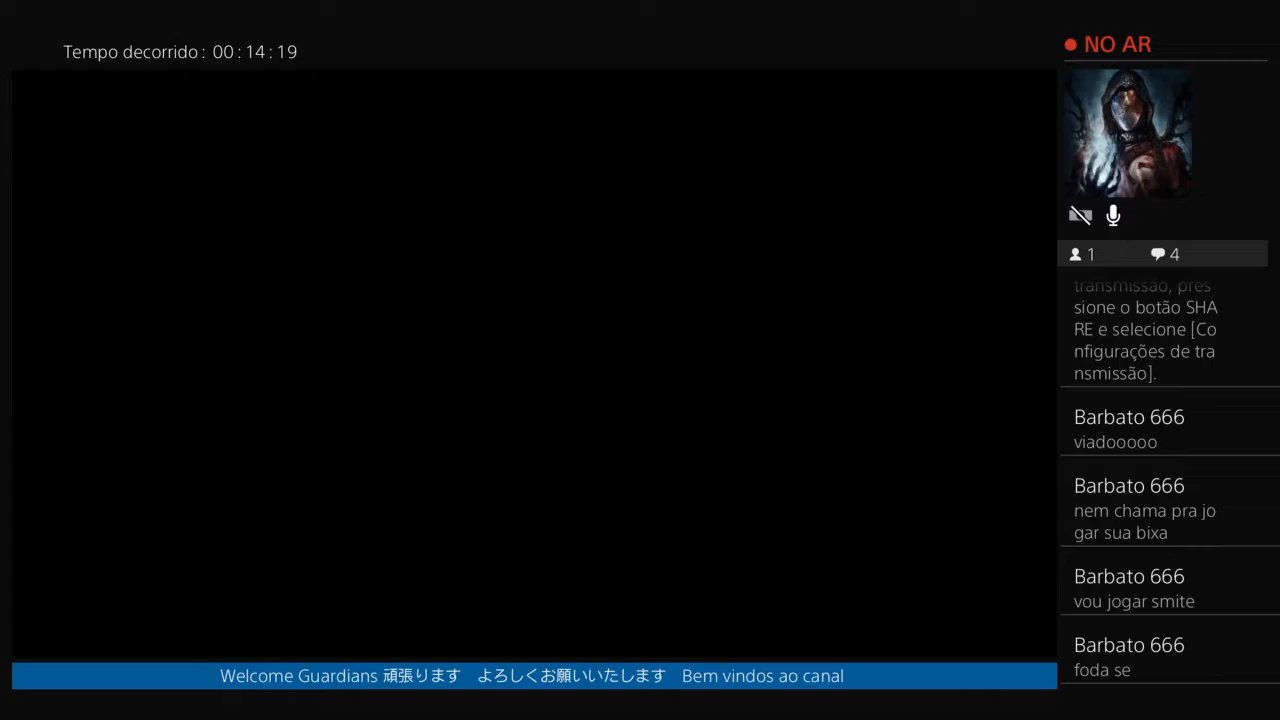 Tempo decorrido: 00:14:19
NO AR
1 4
transmissão, pres
sione o botão SHA
RE e selecione [Co
nfigurações de tra
nsmissão].
Barbato 666
viadooooo
Barbato 666
nem chama pra jo
gar sua bixa
Barbato 666
vou jogar smite
Barbato 666
foda se
Welcome Guardians 頑張ります よろしくお願いいたします Bem vindos ao canal